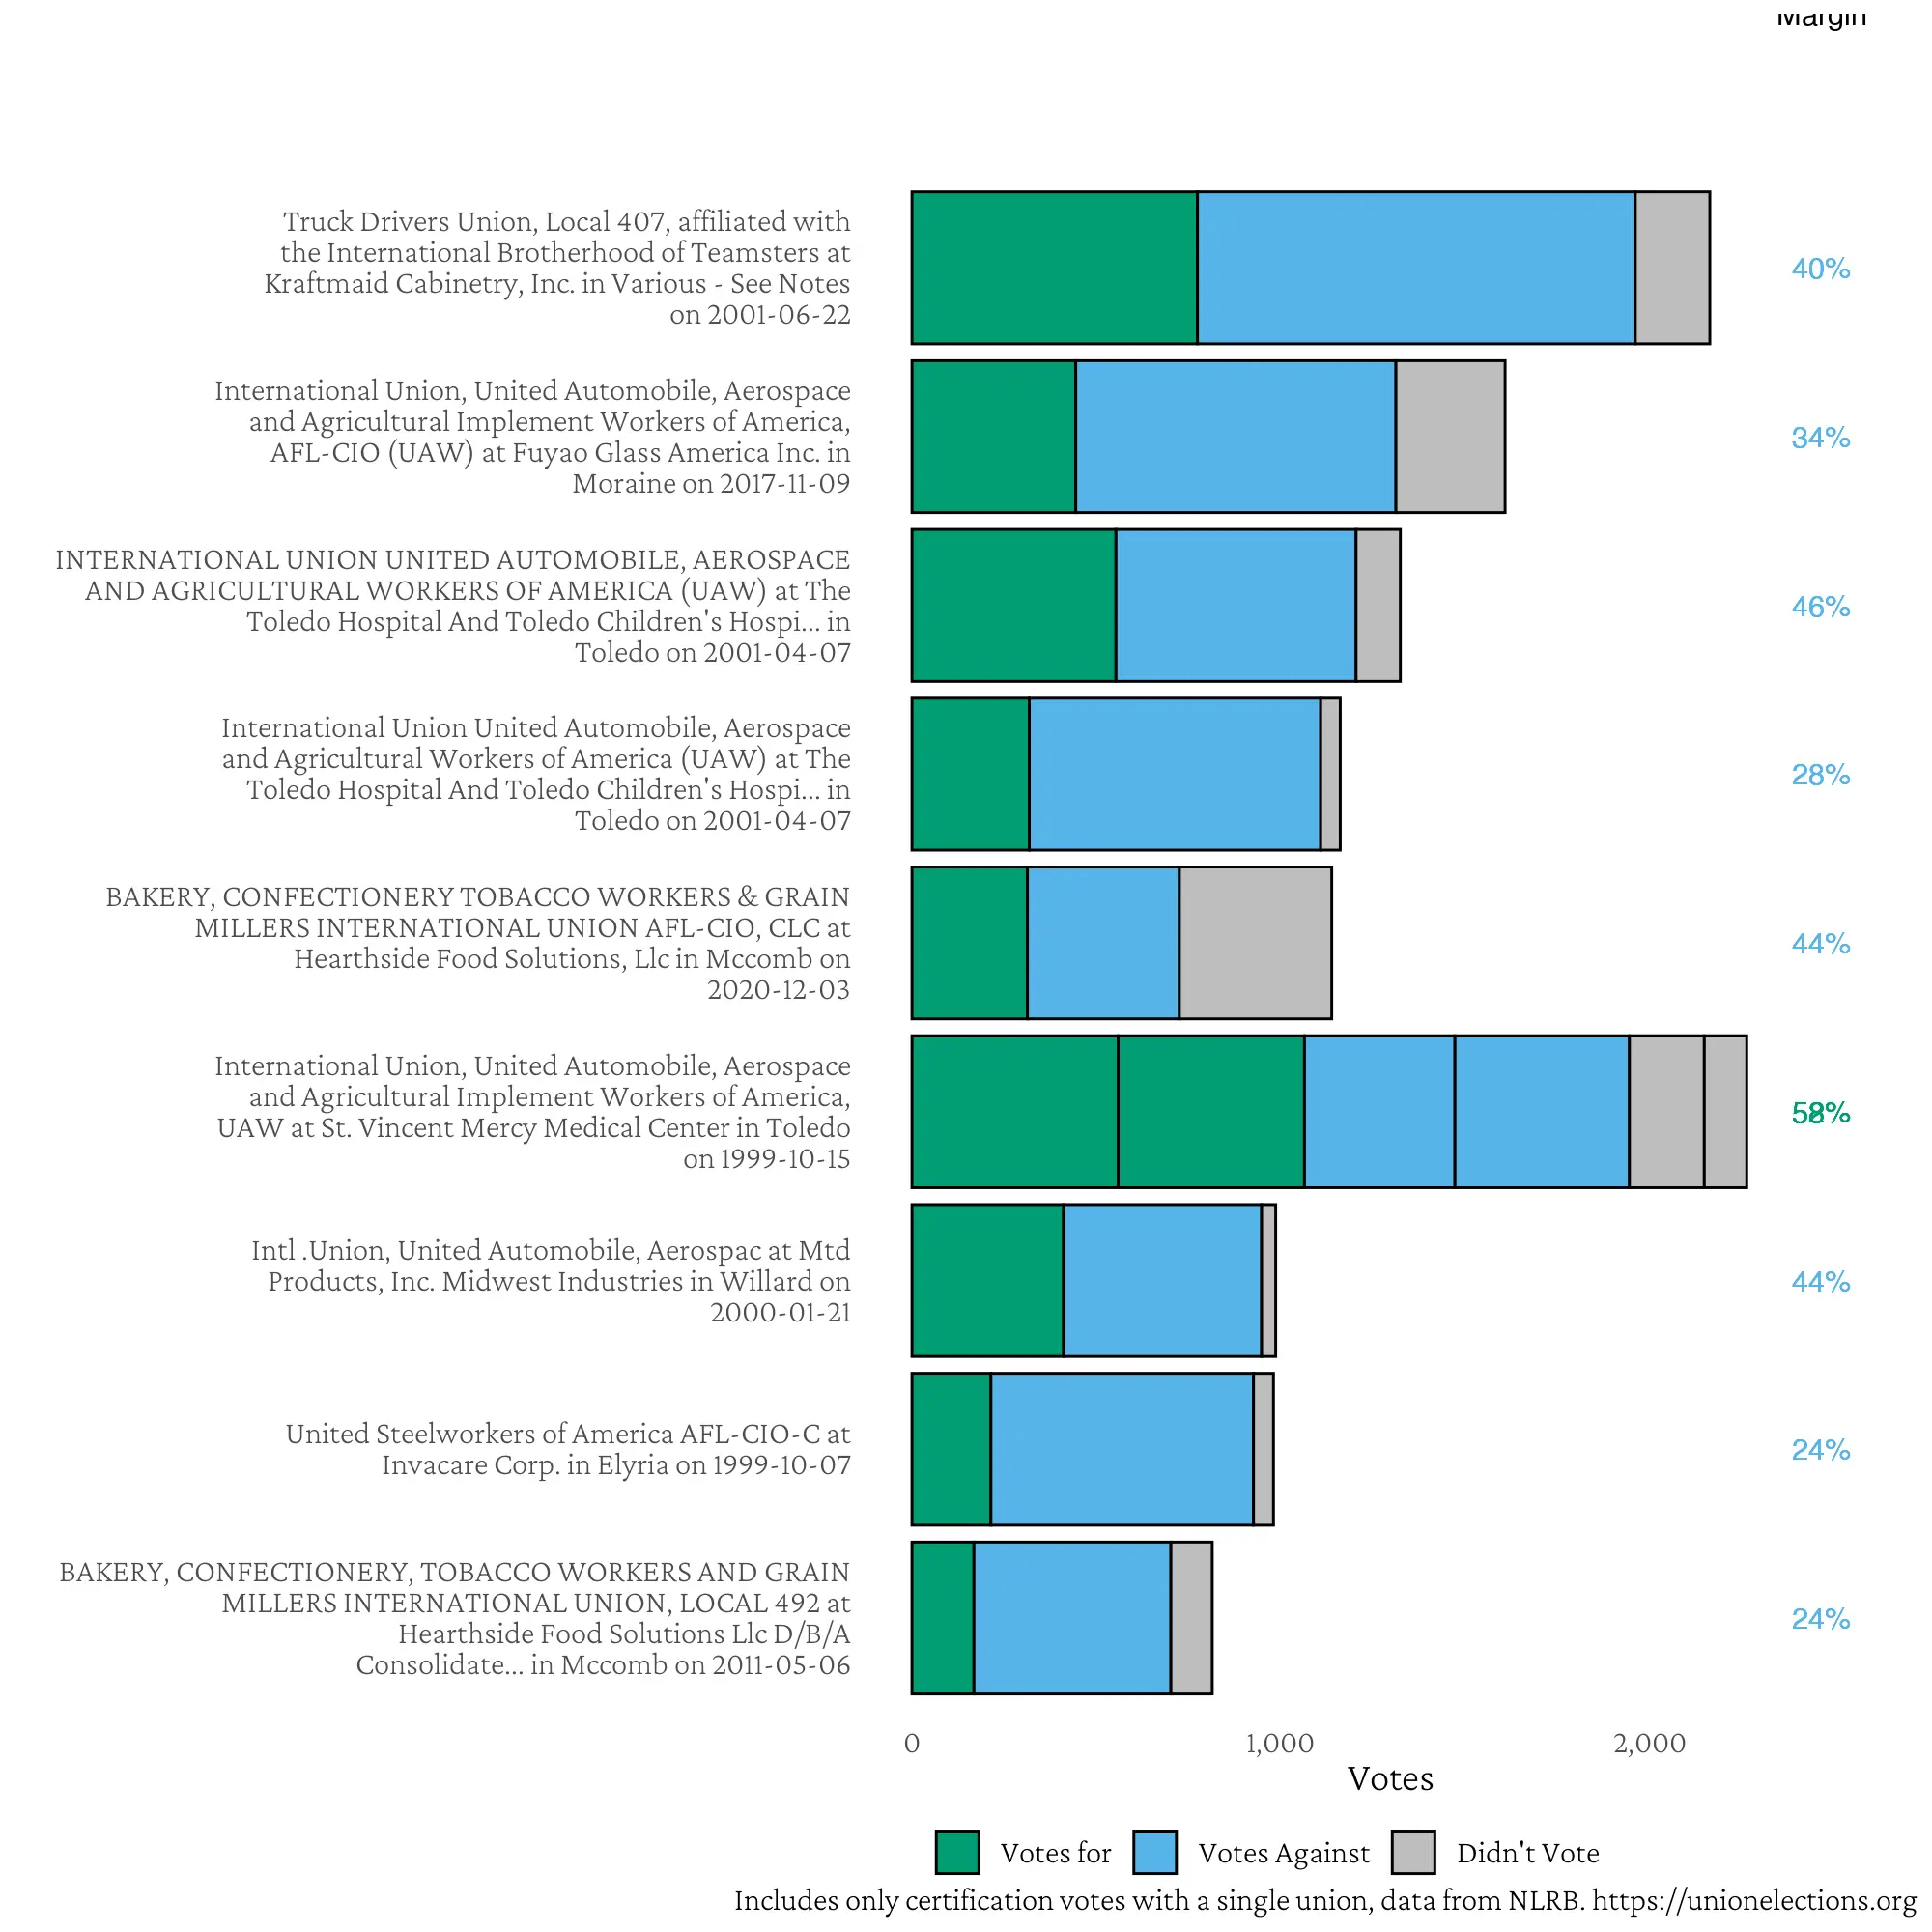 Margin
Truck Drivers Union, Local 407, affiliated with
the International Brotherhood of Teamsters at
Kraftmaid Cabinetry, Inc. in Various - See Notes
on 2001-06-22
40%
International Union, United Automobile, Aerospace
and Agricultural Implement Workers of America,
AFL-CIO (UAW) at Fuyao Glass America Inc. in
Moraine on 2017-11-09
34%
INTERNATIONAL UNION UNITED AUTOMOBILE, AEROSPACE
AND AGRICULTURAL WORKERS OF AMERICA (UAW) at The
Toledo Hospital And Toledo Children's Hospi... in
Toledo on 2001-04-07
46%
International Union United Automobile, Aerospace
and Agricultural Workers of America (UAW) at The
Toledo Hospital And Toledo Children's Hospi... in
Toledo on 2001-04-07
28%
BAKERY, CONFECTIONERY TOBACCO WORKERS & GRAIN
MILLERS INTERNATIONAL UNION AFL-CIO, CLC at
Hearthside Food Solutions, Llc in Mccomb on
2020-12-03
44%
International Union, United Automobile, Aerospace
and Agricultural Implement Workers of America,
UAW at St. Vincent Mercy Medical Center in Toledo
on 1999-10-15
Intl .Union, United Automobile, Aerospac at Mtd
Products, Inc. Midwest Industries in Willard on
2000-01-21
44%
United Steelworkers of America AFL-CIO-C at
Invacare Corp. in Elyria on 1999-10-07
24%
BAKERY, CONFECTIONERY, TOBACCO WORKERS AND GRAIN
MILLERS INTERNATIONAL UNION, LOCAL 492 at
Hearthside Food Solutions Llc D/B/A
Consolidate... in Mccomb on 2011-05-06
24%
0 1,000 2,000
Votes
Votes for Votes Against Didn't Vote
Includes only certification votes with a single union, data from NLRB. https://unionelections.org